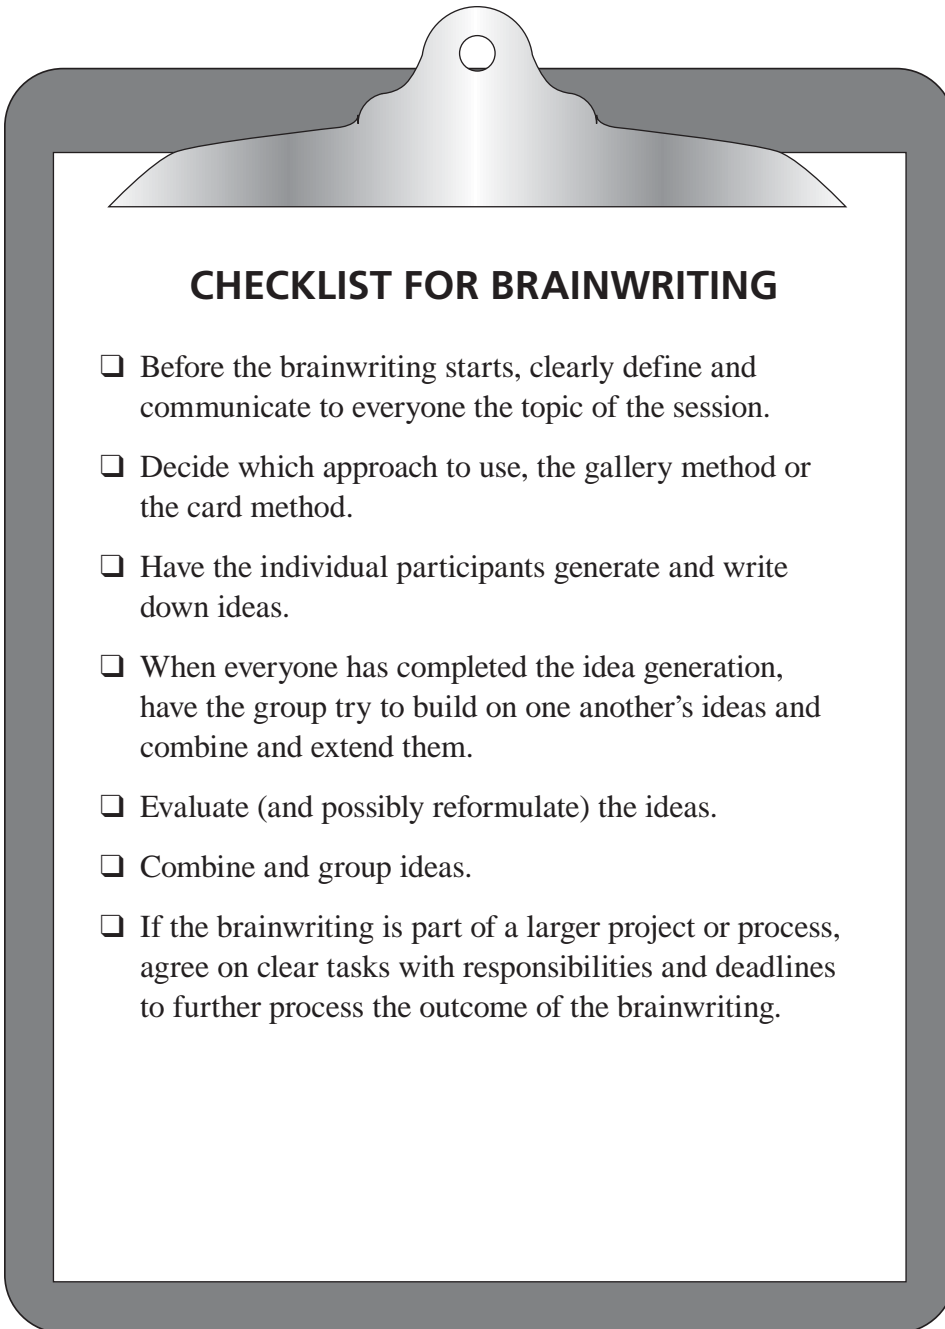 CHECKLIST FOR BRAINWRITING
❏ Before the brainwriting starts, clearly define and
communicate to everyone the topic of the session.
❏ Decide which approach to use, the gallery method or
the card method.
❏ Have the individual participants generate and write
down ideas.
❏ When everyone has completed the idea generation,
have the group try to build on one another’s ideas and
combine and extend them.
❏ Evaluate (and possibly reformulate) the ideas.
❏ Combine and group ideas.
❏ If the brainwriting is part of a larger project or process,
agree on clear tasks with responsibilities and deadlines
to further process the outcome of the brainwriting.